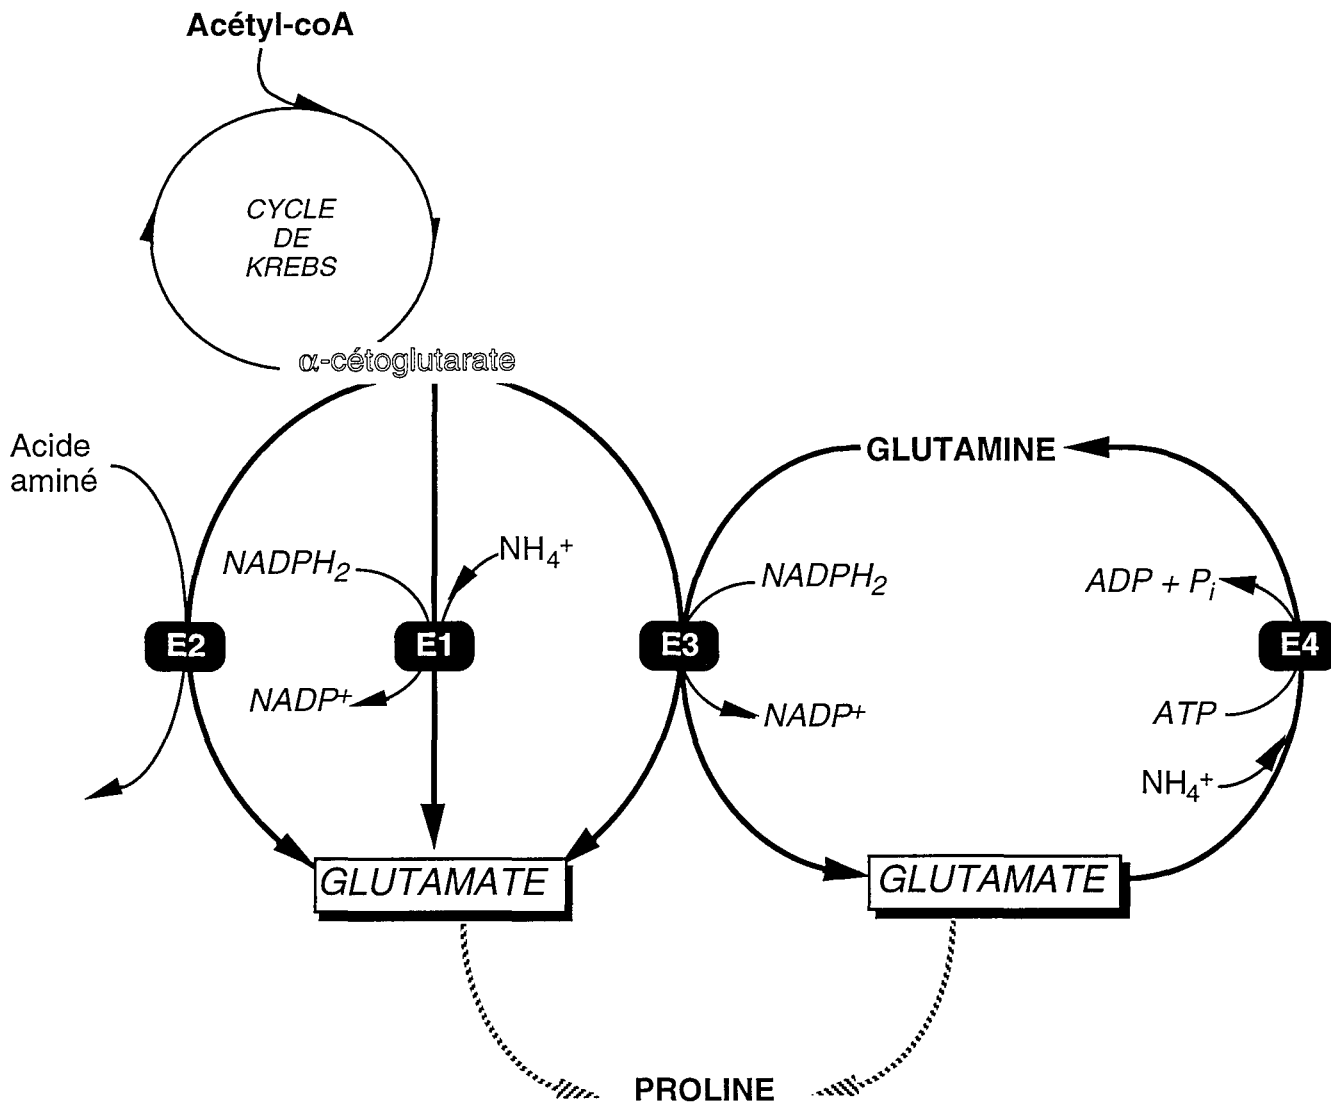 Acétyl-coA
CYCLE
DE
KREBS
α-cétoglutarate
Acide
aminé
GLUTAMINE
NADPH2
NH4+
NADPH2
ADP + Pi
E2
E1
E3
E4
NADP+
NADP+
ATP
NH4+
GLUTAMATE
GLUTAMATE
PROLINE